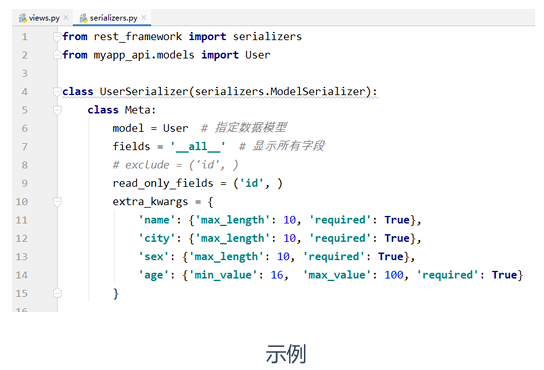 views.py × serializers.py ×
1 from rest_framework import serializers
2 from myapp_api.models import User
3
4 class UserSerializer(serializers.ModelSerializer):
5     class Meta:
6         model = User  # 指定数据模型
7         fields = '__all__'  # 显示所有字段
8         # exclude = ('id', )
9         read_only_fields = ('id', )
10         extra_kwargs = {
11             'name': {'max_length': 10, 'required': True},
12             'city': {'max_length': 10, 'required': True},
13             'sex': {'max_length': 10, 'required': True},
14             'age': {'min_value': 16,  'max_value': 100, 'required': True}
15         }
16
示例